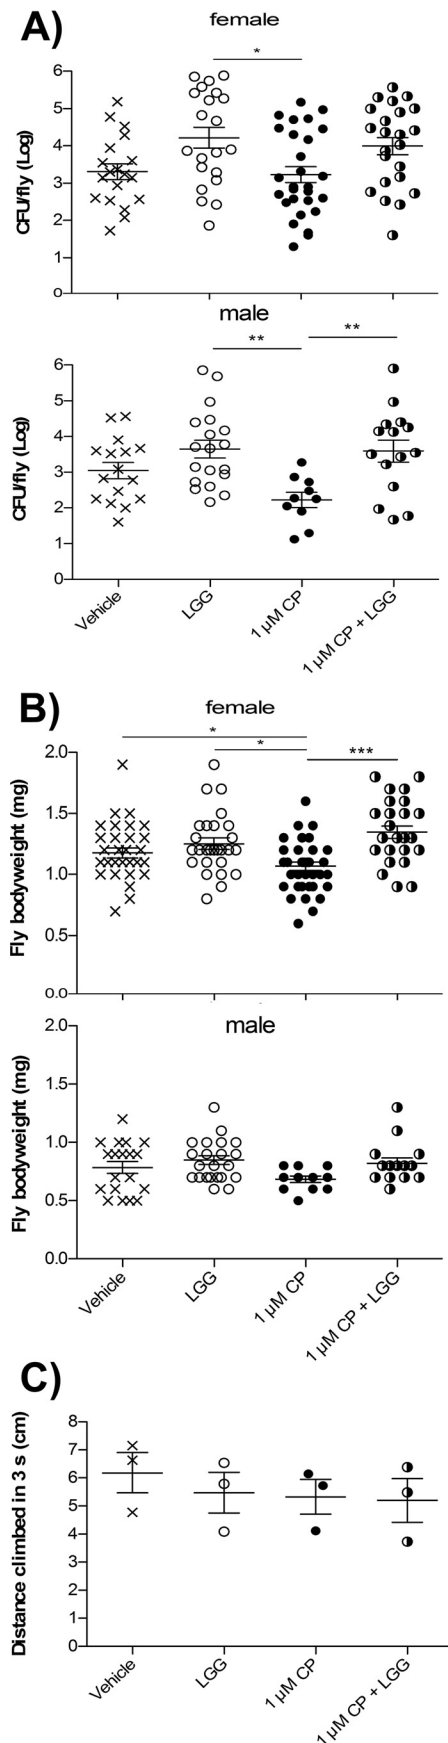 A)
female
*
CFU/fly (Log)
6
5
4
3
2
1
0
male
**
**
CFU/fly (Log)
6
5
4
3
2
1
0
Vehicle
LGG
1 µM CP
1 µM CP + LGG
B)
female
*
*
***
Fly bodyweight (mg)
2.0
1.5
1.0
0.5
0.0
male
Fly bodyweight (mg)
2.0
1.5
1.0
0.5
0.0
Vehicle
LGG
1 µM CP
1 µM CP + LGG
C)
Distance climbed in 3 s (cm)
8
7
6
5
4
3
2
1
0
Vehicle
LGG
1 µM CP
1 µM CP + LGG